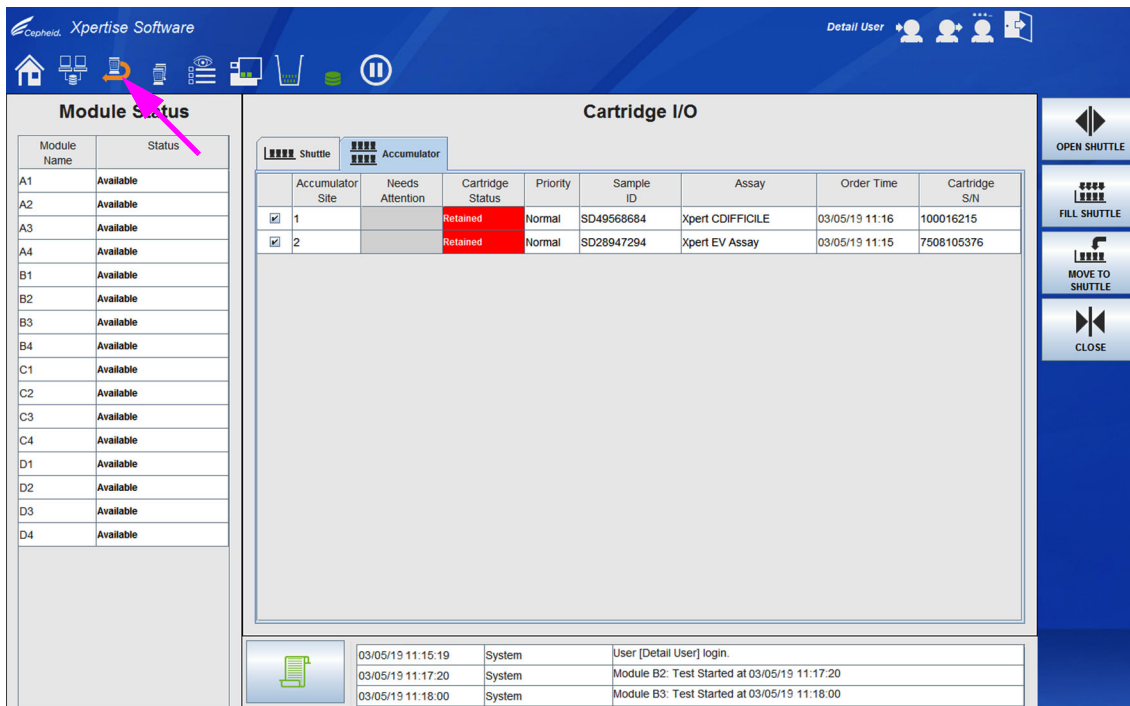 Cepheid. Xpertise Software
Detail User
Module Status
Module Name Status
A1 Available
A2 Available
A3 Available
A4 Available
B1 Available
B2 Available
B3 Available
B4 Available
C1 Available
C2 Available
C3 Available
C4 Available
D1 Available
D2 Available
D3 Available
D4 Available
Cartridge I/O
Shuttle Accumulator
Accumulator Site Needs Attention Cartridge Status Priority Sample ID Assay Order Time Cartridge S/N
1 Retained Normal SD49568684 Xpert CDIFFICILE 03/05/19 11:16 100016215
2 Retained Normal SD28947294 Xpert EV Assay 03/05/19 11:15 7508105376
OPEN SHUTTLE
FILL SHUTTLE
MOVE TO
SHUTTLE
CLOSE
03/05/19 11:15:19 System User [Detail User] login.
03/05/19 11:17:20 System Module B2: Test Started at 03/05/19 11:17:20
03/05/19 11:18:00 System Module B3: Test Started at 03/05/19 11:18:00